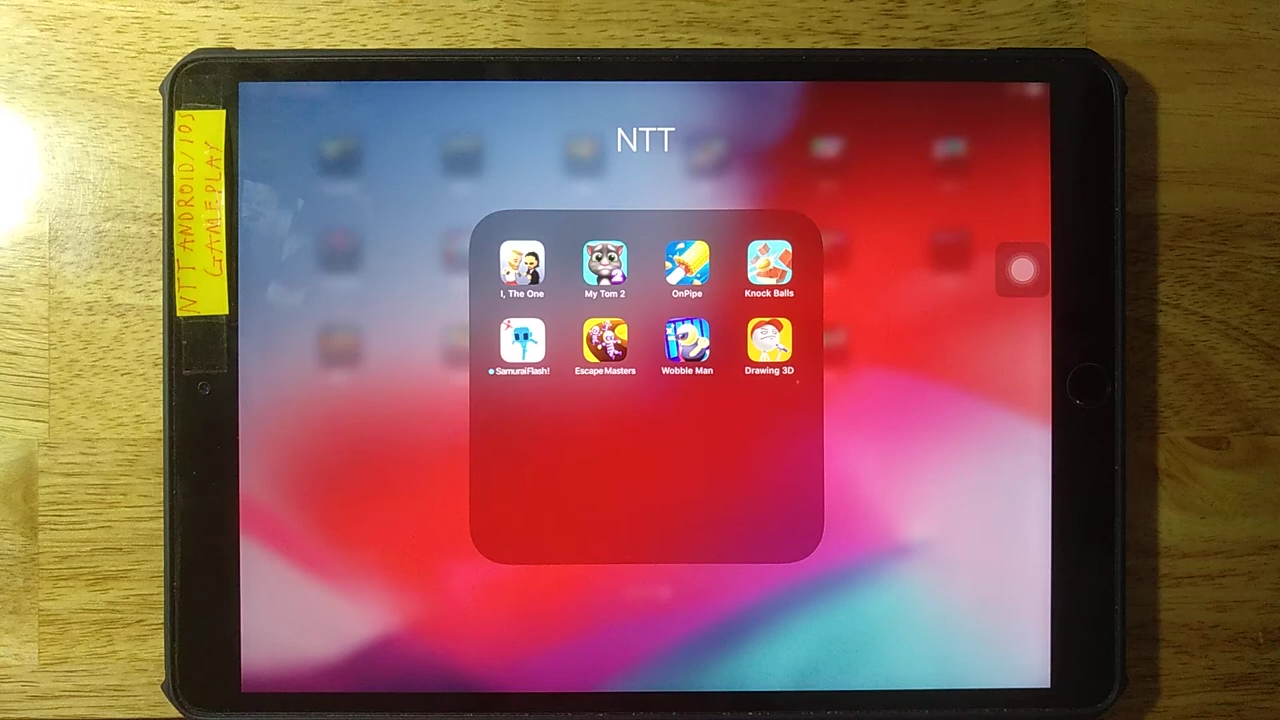 NTT ANDROID/IOS
GAMEPLAY
NTT
I, The One
My Tom 2
OnPipe
Knock Balls
SamuraiFlash!
Escape Masters
Wobble Man
Drawing 3D